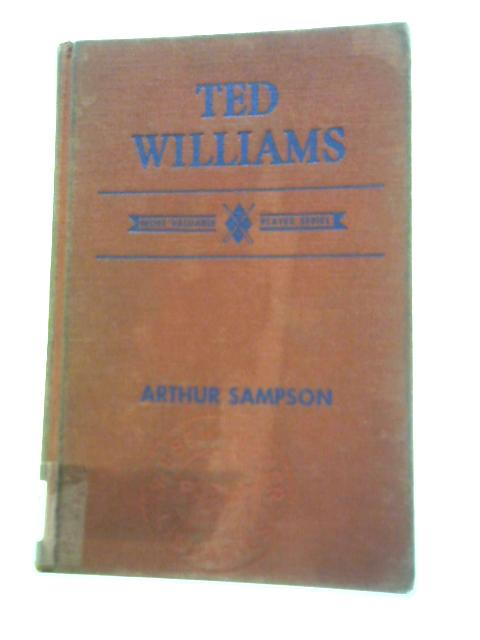 TED
WILLIAMS
MOST VALUABLE PLAYER SERIES
ARTHUR SAMPSON